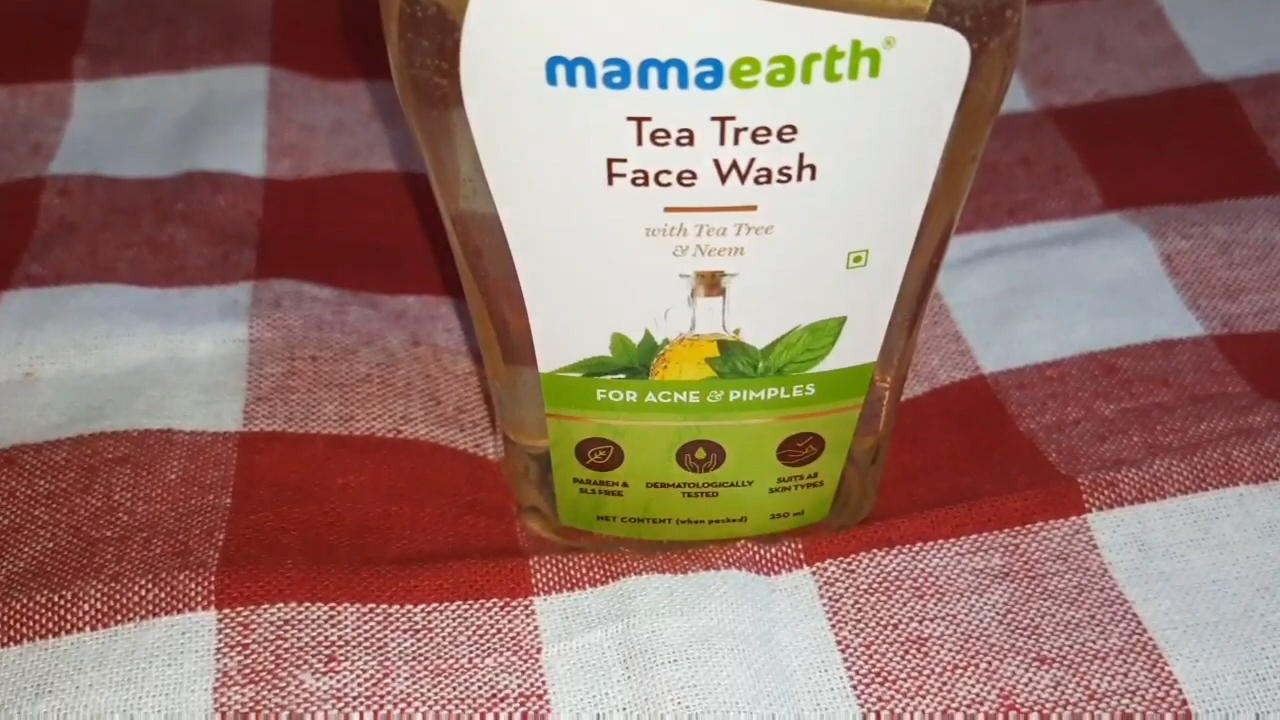 mamaearth®
Tea Tree
Face Wash
with Tea Tree
& Neem
FOR ACNE & PIMPLES
PARABEN &
SLS FREE
DERMATOLOGICALLY
TESTED
SUITS All
SKIN TYPES
NET CONTENT (when packed) 250 ml